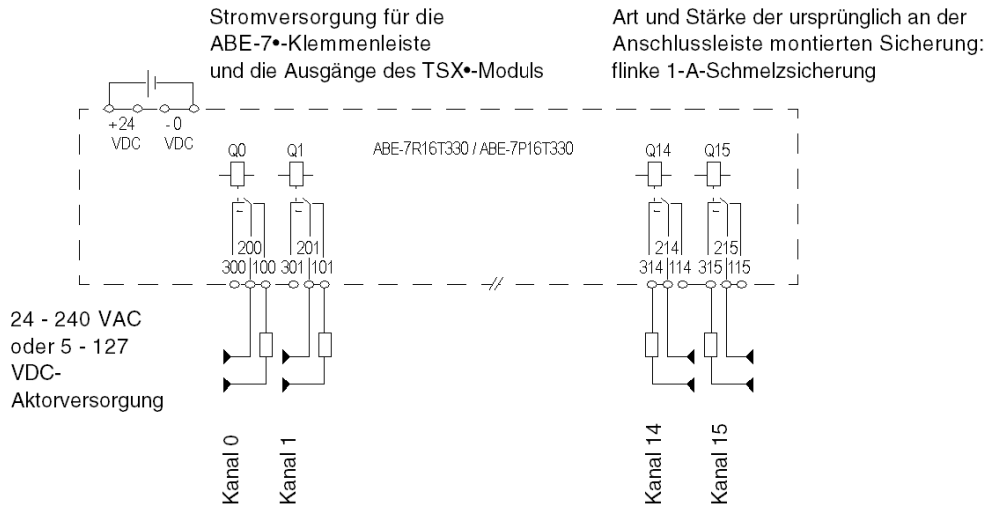 Stromversorgung für die
ABE-7•-Klemmenleiste
und die Ausgänge des TSX•-Moduls
Art und Stärke der ursprünglich an der
Anschlussleiste montierten Sicherung:
flinke 1-A-Schmelzsicherung
+24 -0
VDC VDC
Q0 Q1 ABE-7R16T330 / ABE-7P16T330 Q14 Q15
200 201 214 215
300 100 301 101 314 114 315 115
24 - 240 VAC
oder 5 - 127
VDC-
Aktorversorgung
Kanal 0
Kanal 1
Kanal 14
Kanal 15